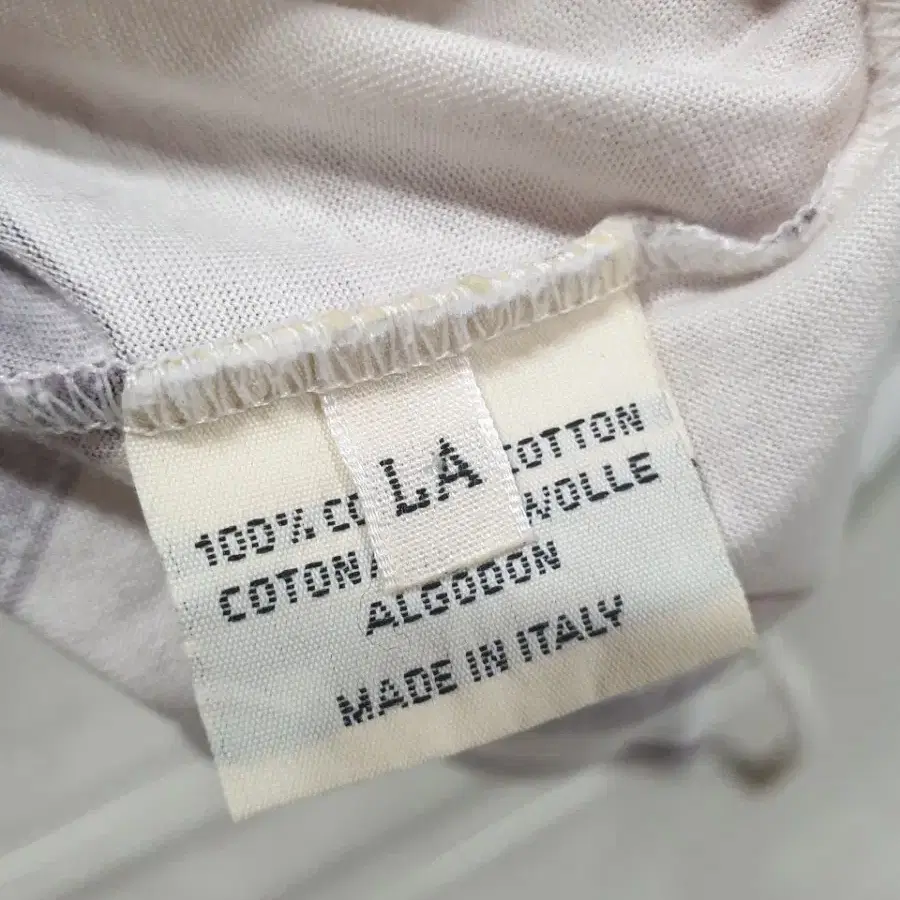 LA
100% CO COTTON
COTON WOLLE
ALGODON
MADE IN ITALY